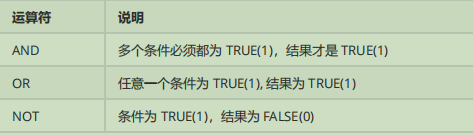 运算符 说明
AND 多个条件必须都为 TRUE(1)，结果才是 TRUE(1)
OR 任意一个条件为 TRUE(1), 结果为 TRUE(1)
NOT 条件为 TRUE(1)，结果为 FALSE(0)